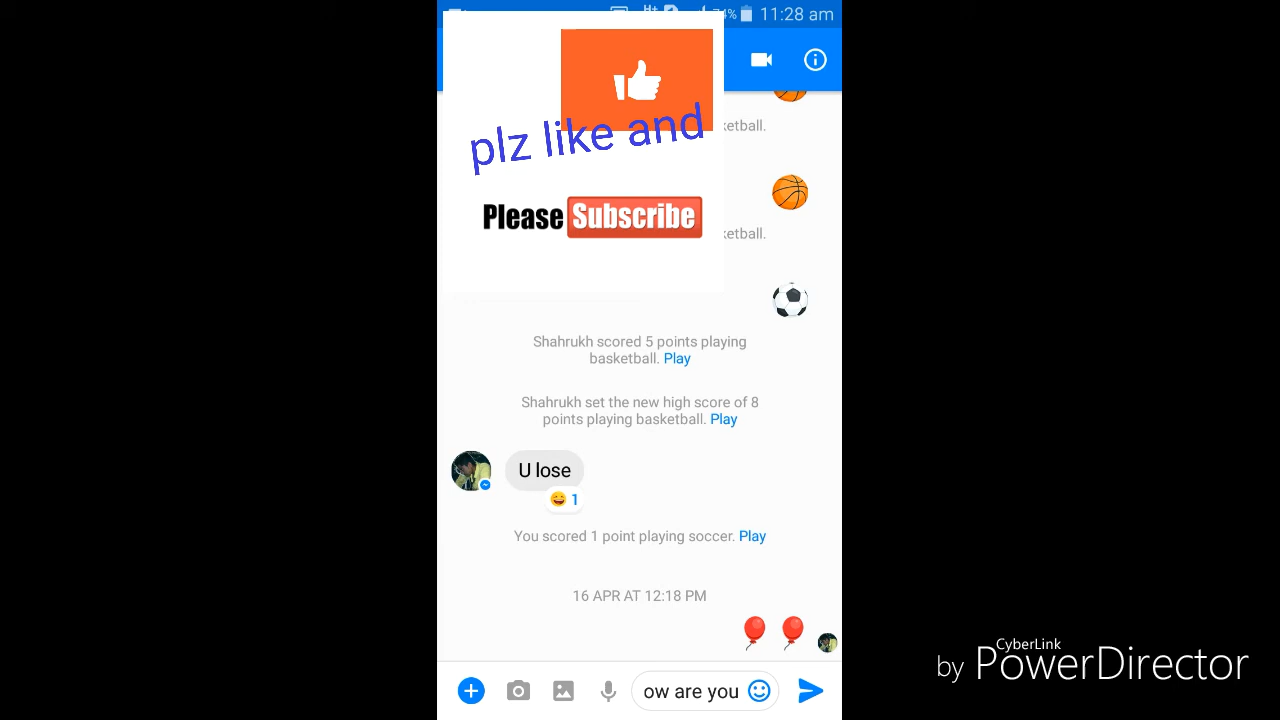 11:28 am
plz like and
Please Subscribe
Shahrukh scored 5 points playing
basketball. Play
Shahrukh set the new high score of 8
points playing basketball. Play
U lose
1
You scored 1 point playing soccer. Play
16 APR AT 12:18 PM
ow are you
CyberLink
by PowerDirector